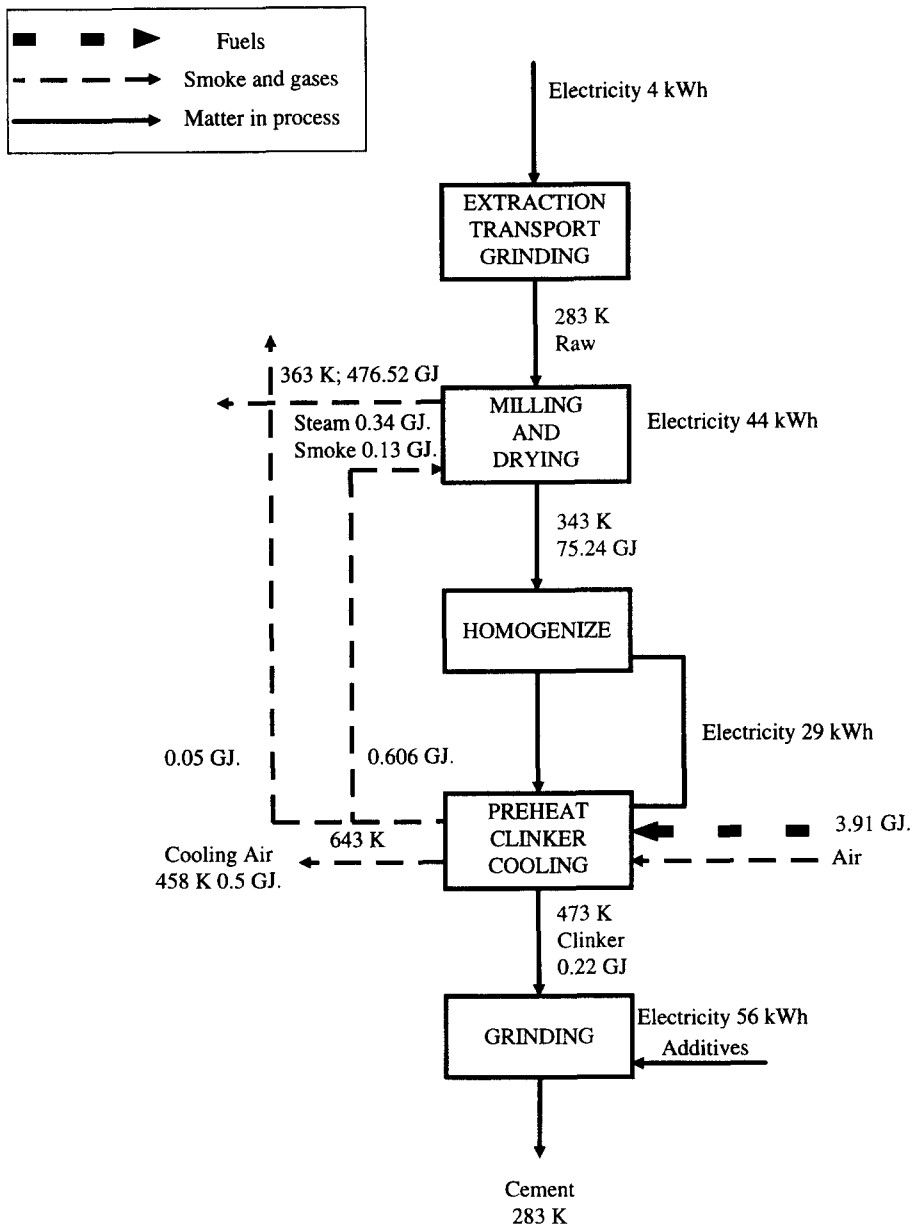 Fuels
Smoke and gases
Matter in process
Electricity 4 kWh
EXTRACTION
TRANSPORT
GRINDING
283 K
Raw
363 K; 476.52 GJ
Steam 0.34 GJ.
Smoke 0.13 GJ.
MILLING
AND
DRYING
Electricity 44 kWh
343 K
75.24 GJ
HOMOGENIZE
Electricity 29 kWh
0.05 GJ.
0.606 GJ.
643 K
PREHEAT
CLINKER
COOLING
3.91 GJ.
Air
Cooling Air
458 K 0.5 GJ.
473 K
Clinker
0.22 GJ
GRINDING
Electricity 56 kWh
Additives
Cement
283 K